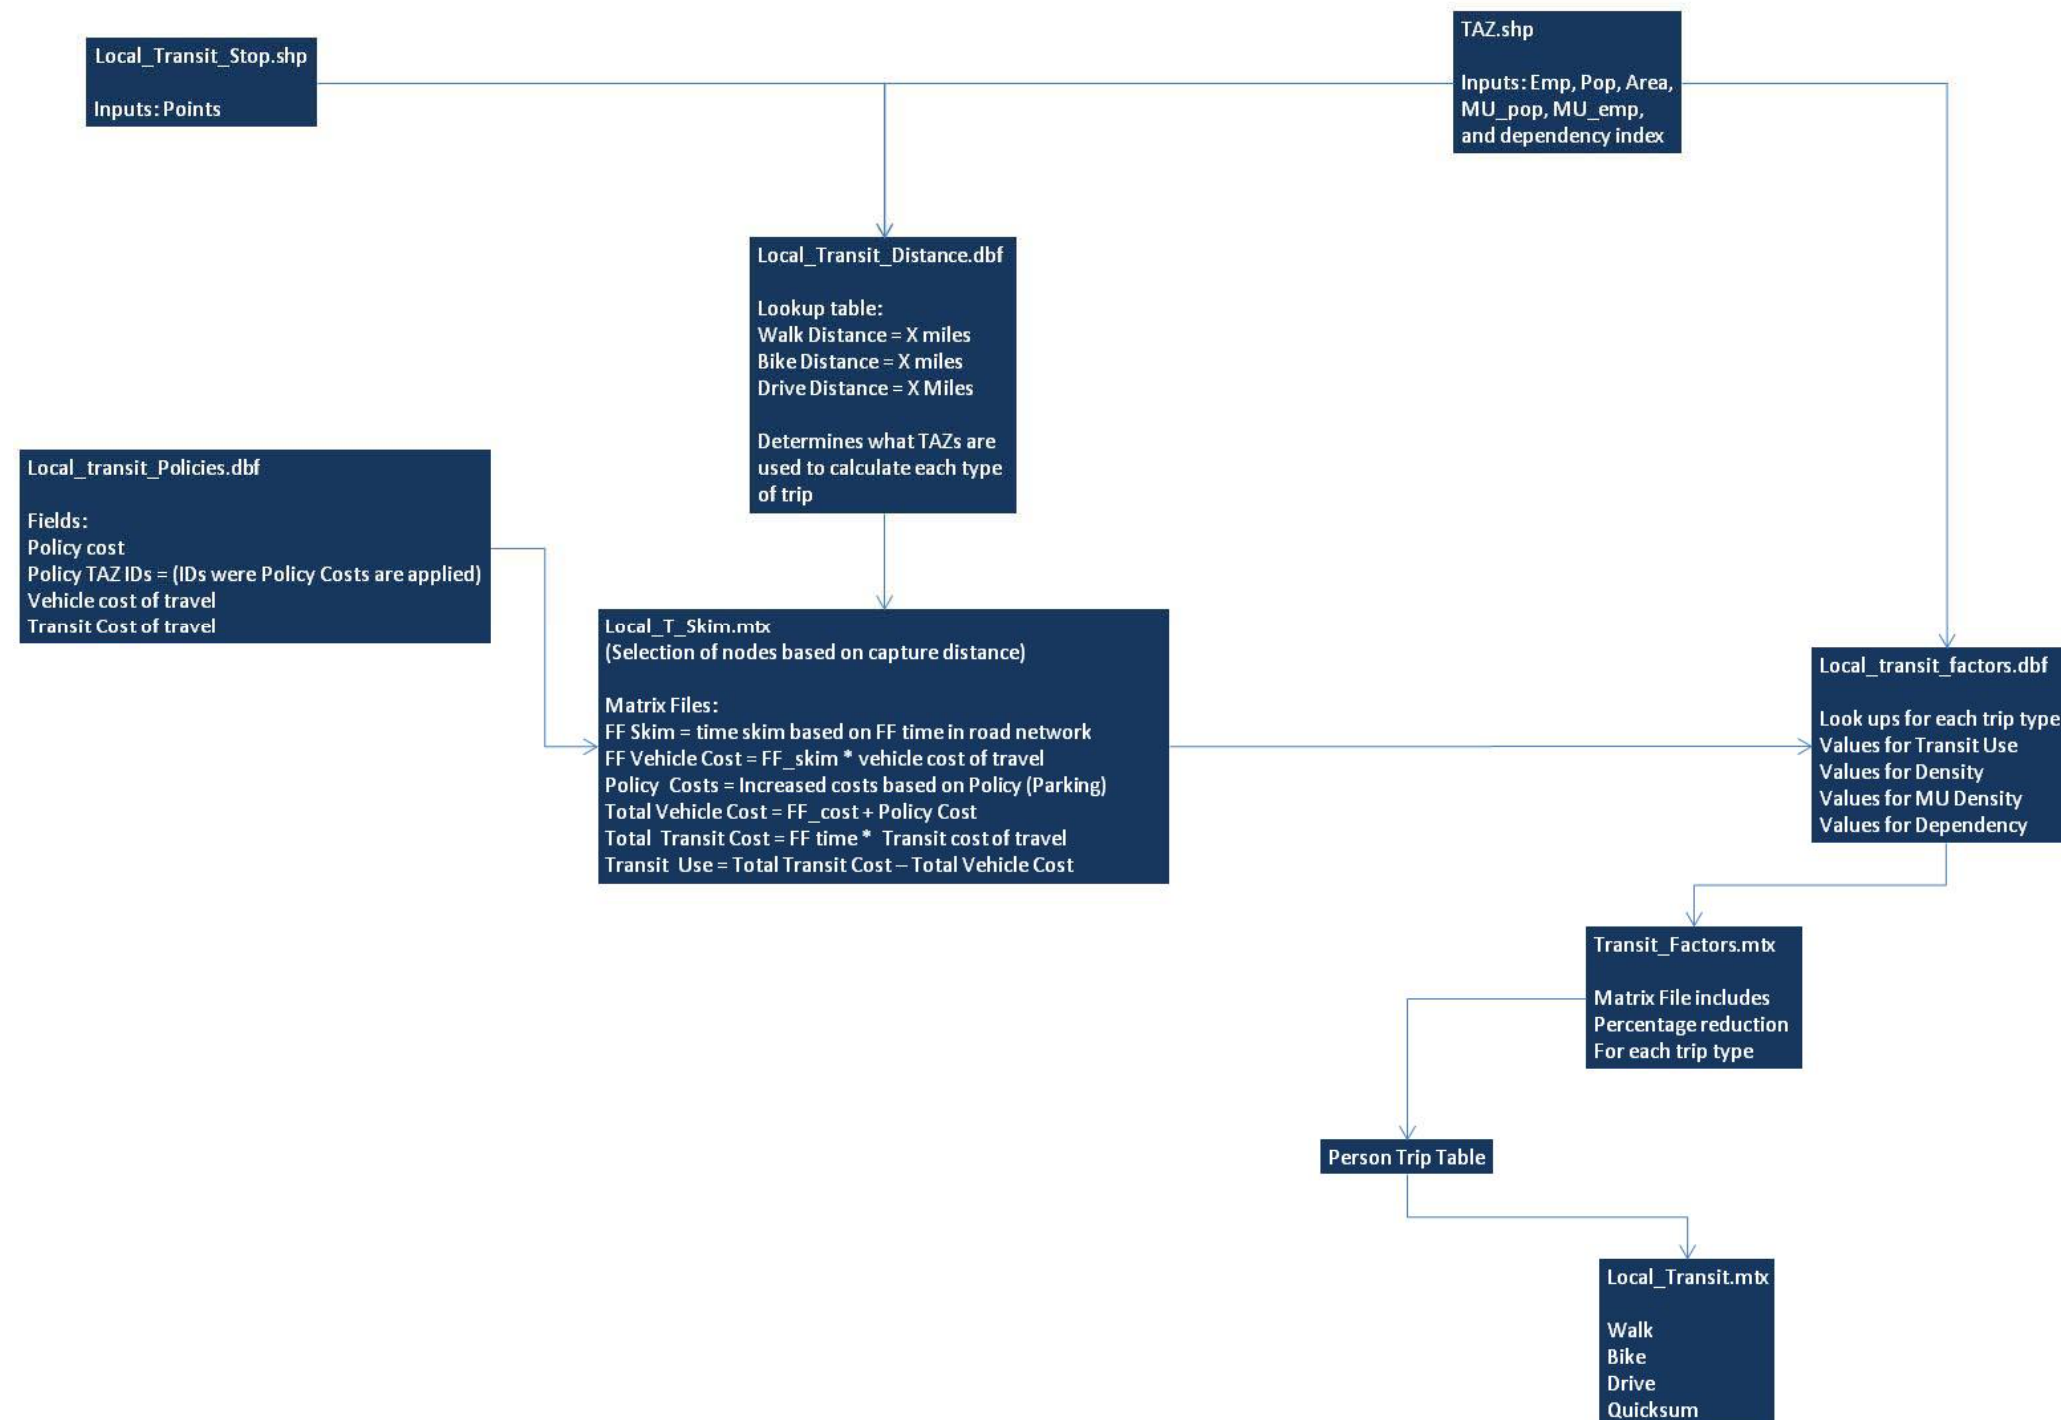 Local_Transit_Stop.shp
Inputs: Points
TAZ.shp
Inputs: Emp, Pop, Area,
MU_pop, MU_emp,
and dependency index
Local_Transit_Distance.dbf
Lookup table:
Walk Distance = X miles
Bike Distance = X miles
Drive Distance = X Miles
Determines what TAZs are
used to calculate each type
of trip
Local_transit_Policies.dbf
Fields:
Policy cost
Policy TAZ IDs = (IDs were Policy Costs are applied)
Vehicle cost of travel
Transit Cost of travel
Local_T_Skim.mtx
(Selection of nodes based on capture distance)
Matrix Files:
FF Skim = time skim based on FF time in road network
FF Vehicle Cost = FF_skim * vehicle cost of travel
Policy Costs = Increased costs based on Policy (Parking)
Total Vehicle Cost = FF_cost + Policy Cost
Total Transit Cost = FF time * Transit cost of travel
Transit Use = Total Transit Cost – Total Vehicle Cost
Local_transit_factors.dbf
Look ups for each trip type
Values for Transit Use
Values for Density
Values for MU Density
Values for Dependency
Transit_Factors.mtx
Matrix File includes
Percentage reduction
For each trip type
Person Trip Table
Local_Transit.mtx
Walk
Bike
Drive
Quicksum